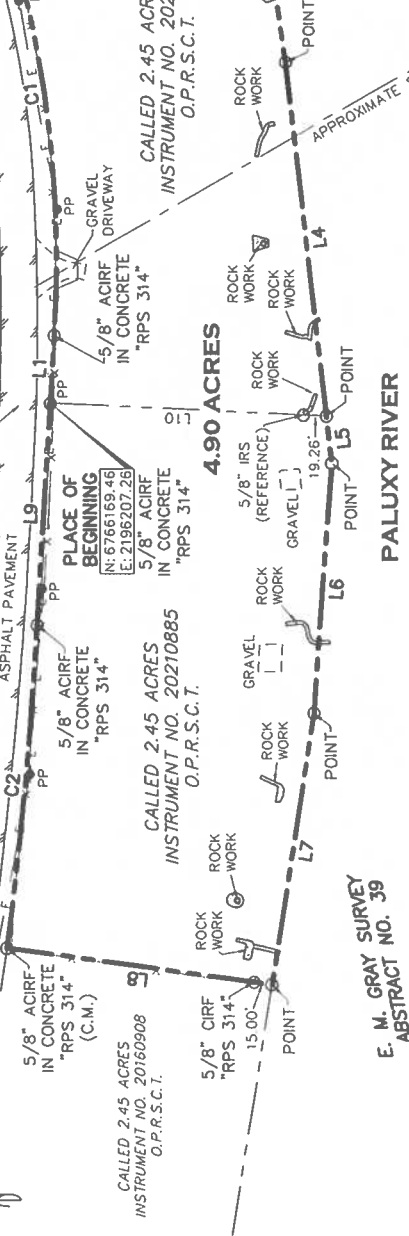 CALLED 2.45 ACR
INSTRUMENT NO. 202
O.P.R.S.C.T.
C1
ROCK
WORK
POINT
PP
GRAVEL
DRIVEWAY
APPROXIMATE
5/8" ACIRF
IN CONCRETE
"RPS 314"
ROCK
WORK
L4
ROCK
WORK
L1
PP
4.90 ACRES
ROCK
WORK
POINT
PLACE OF
BEGINNING
N: 6766169.46
E: 2196207.26
5/8" ACIRF
IN CONCRETE
"RPS 314"
L10
5/8" IRS
(REFERENCE)
19.26'
L5
PALUXY RIVER
GRAVEL
POINT
L9
ASPHALT PAVEMENT
PP
5/8" ACIRF
IN CONCRETE
"RPS 314"
ROCK
WORK
L6
GRAVEL
CALLED 2.45 ACRES
INSTRUMENT NO. 20210885
O.P.R.S.C.T.
POINT
C2
PP
ROCK
WORK
L7
ROCK
WORK
ROCK
WORK
5/8" ACIRF
IN CONCRETE
"RPS 314"
(C.M.)
L8
5/8" CIRF
"RPS 314"
15.00'
POINT
E. M. GRAY SURVEY
ABSTRACT NO. 39
CALLED 2.45 ACRES
INSTRUMENT NO. 20160908
O.P.R.S.C.T.